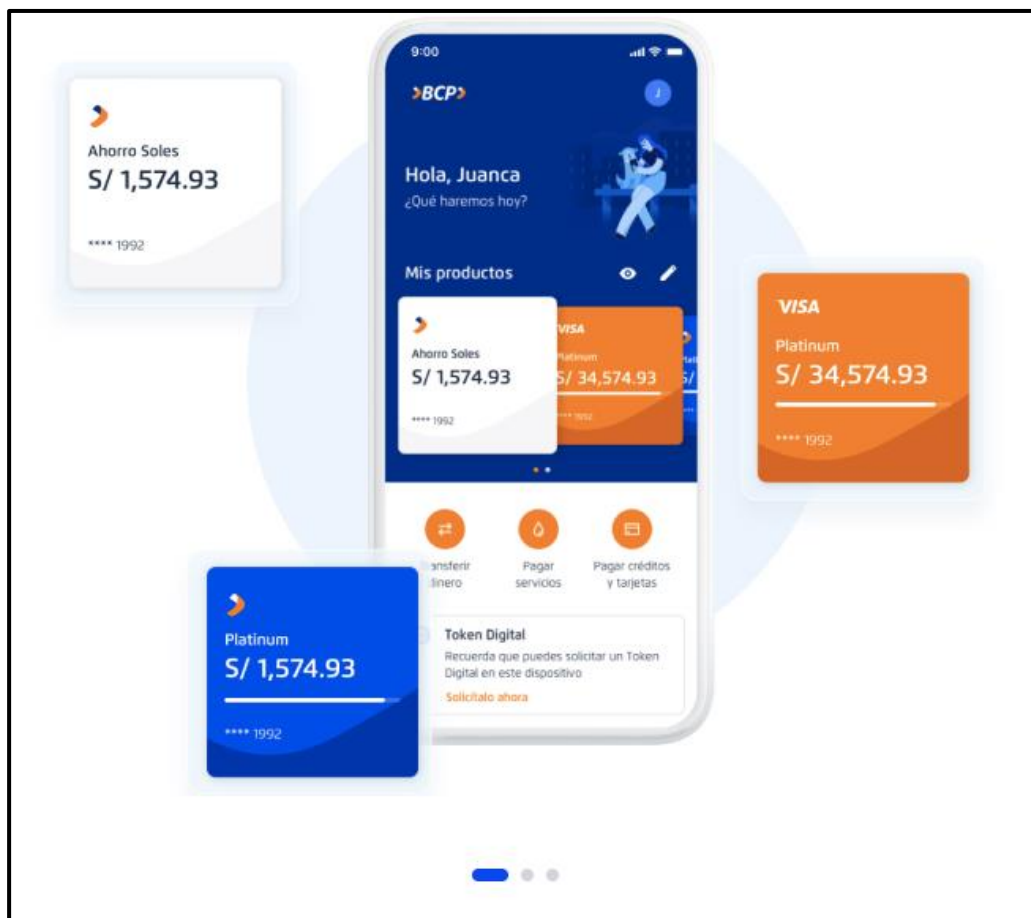 9:00
BCP
J
Ahorro Soles
S/ 1,574.93
**** 1992
Hola, Juanca
¿Qué haremos hoy?
Mis productos
Ahorro Soles
S/ 1,574.93
**** 1992
VISA
Platinum
S/ 34,574.93
**** 1992
S/
VISA
Platinum
S/ 34,574.93
**** 1992
Pagar
servicios
Pagar créditos
y tarjetas
Platinum
S/ 1,574.93
**** 1992
Token Digital
Recuerda que puedes solicitar un Token
Digital en este dispositivo
Solicítalo ahora